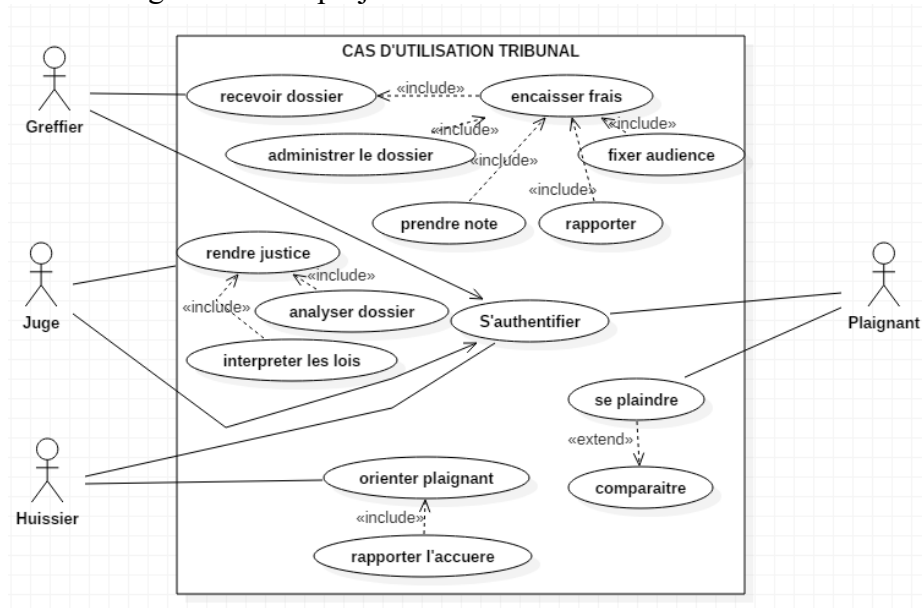 CAS D'UTILISATION TRIBUNAL
recevoir dossier
«include»
encaisser frais
Greffier
«include»
«include»
administrer le dossier
«include»
fixer audience
«include»
prendre note
rapporter
rendre justice
«include»
«include»
analyser dossier
Juge
S'authentifier
Plaignant
interpreter les lois
se plaindre
«extend»
orienter plaignant
comparaitre
Huissier
«include»
rapporter l'accuere